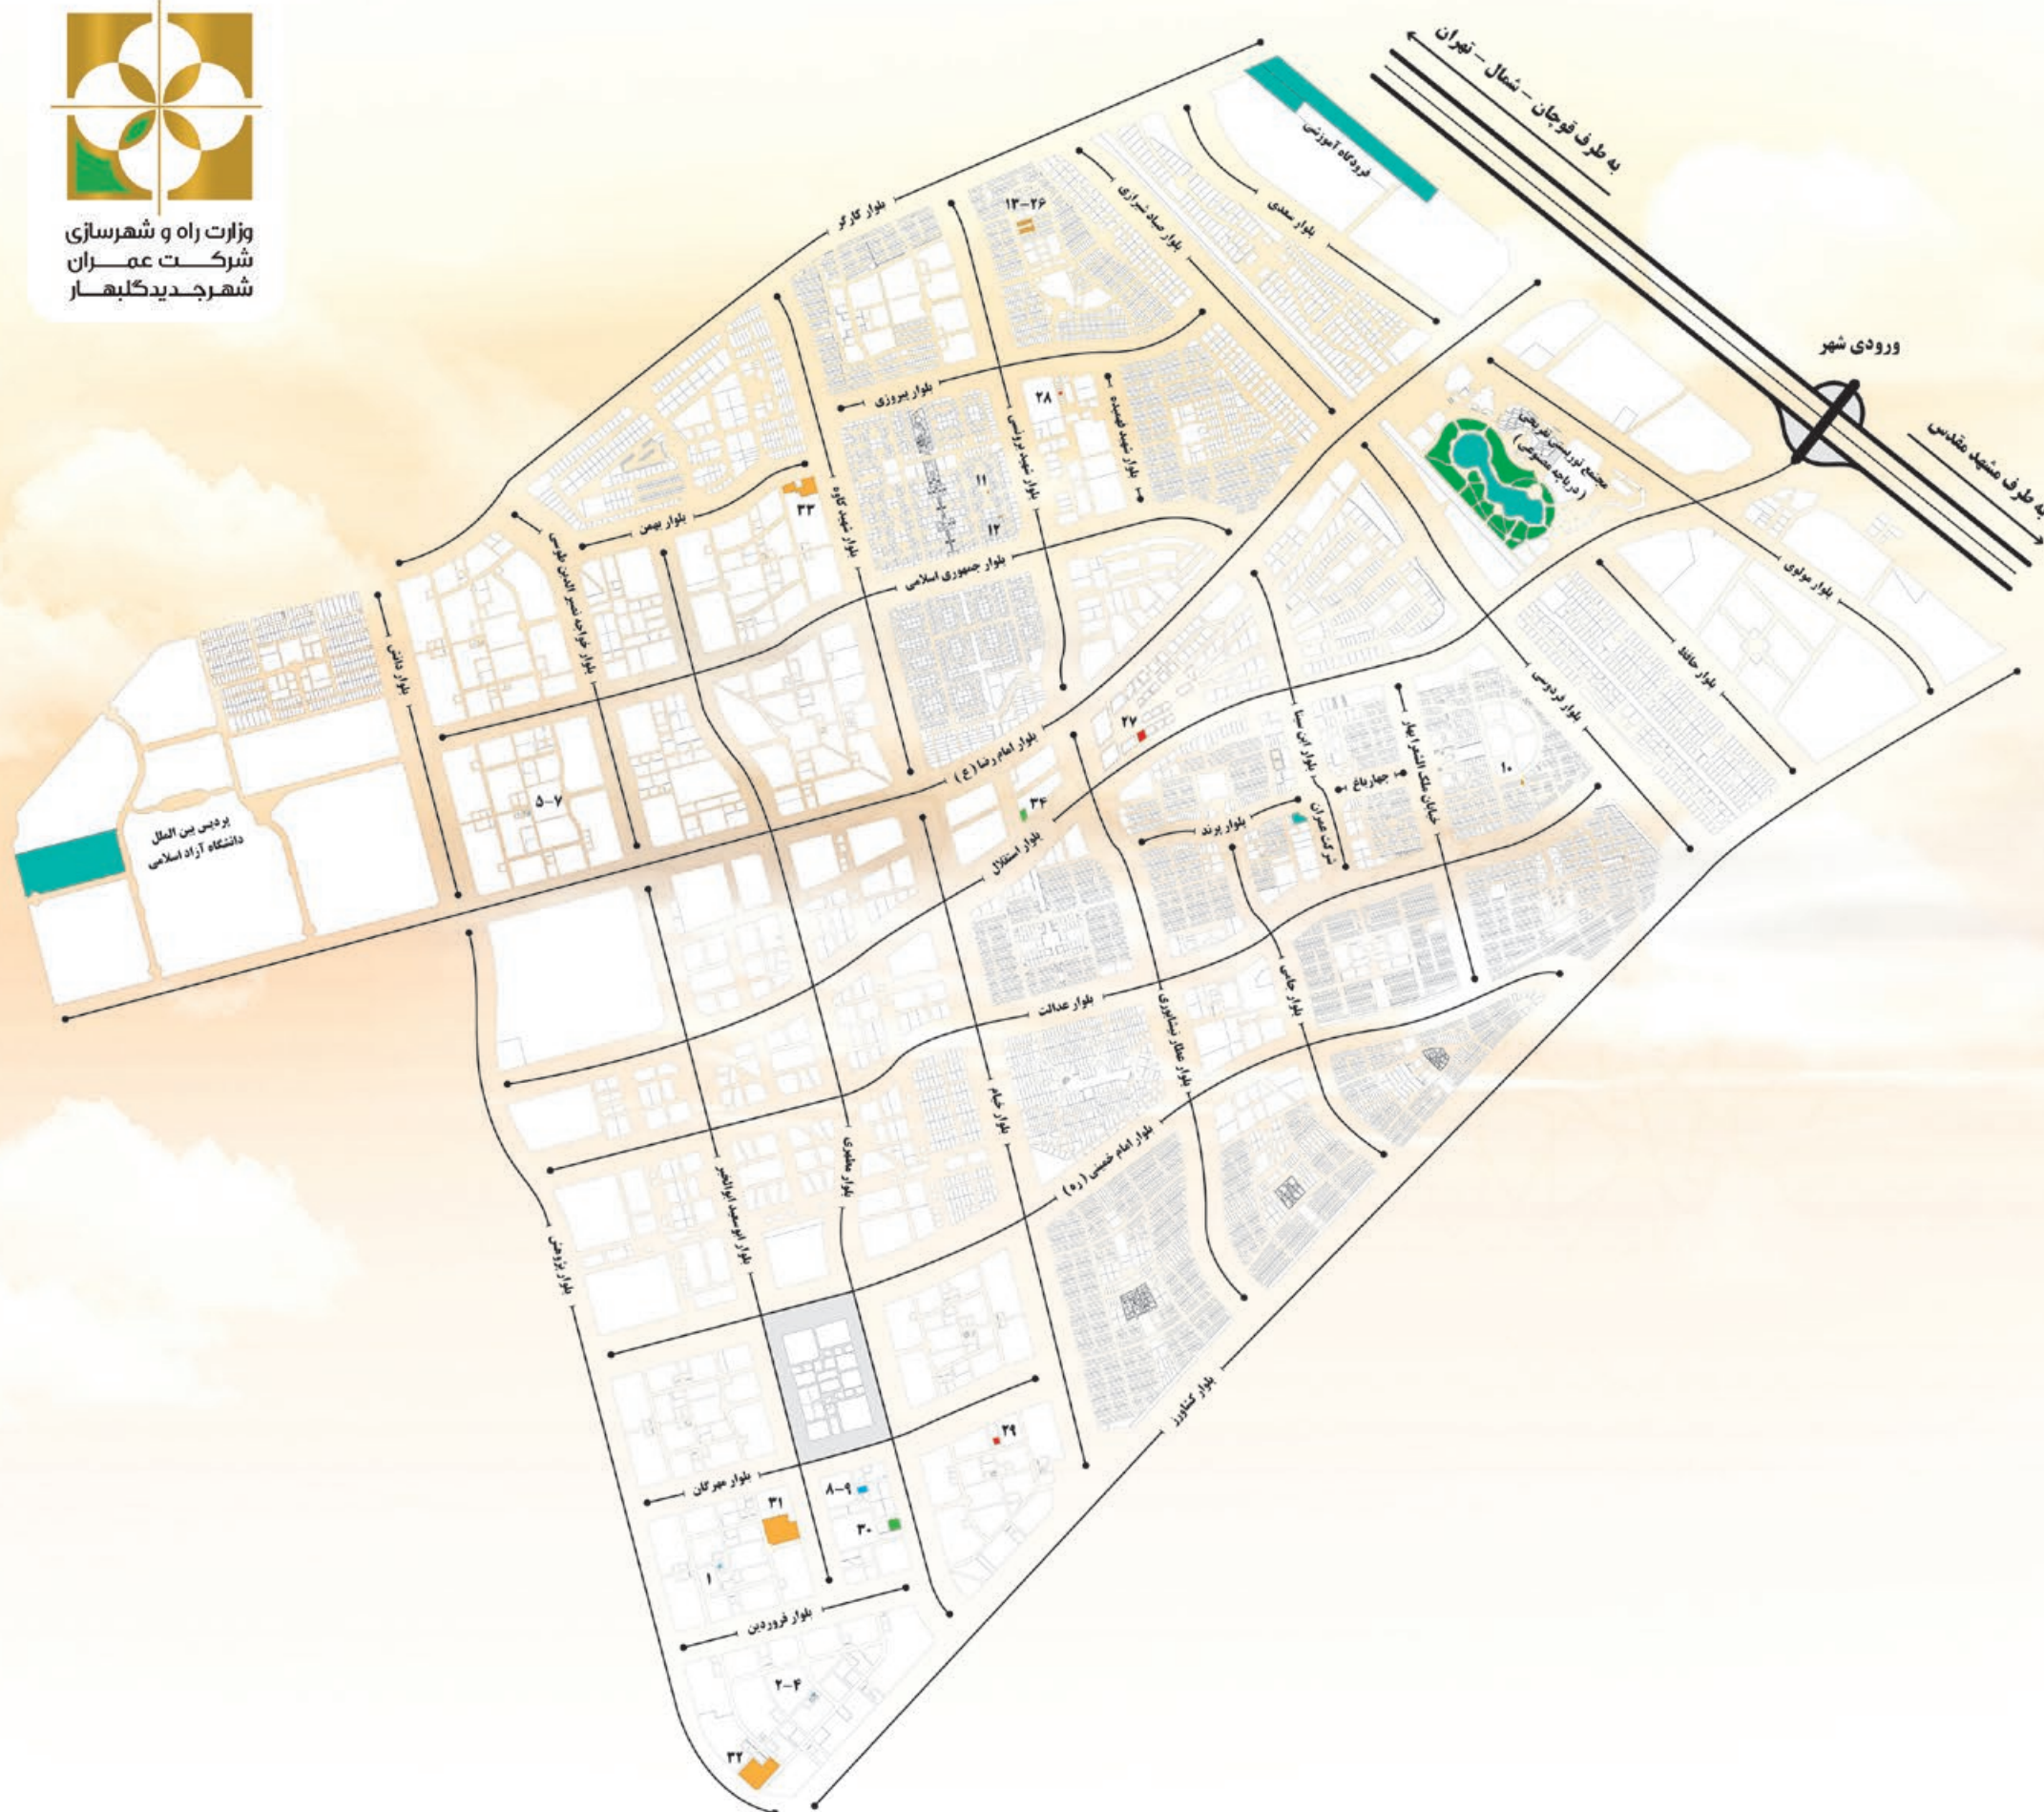 وزارت راه و شهرسازی
شرکت عمران
شهرجدیدگلبهار
به طرف قوچان – شمال – تهران
ورودی شهر
به طرف مشهد مقدس
فرودگاه آموزشی
مجتمع توریستی تفریحی
(دریاچه مصنوعی)
بلوار کارگر
بلوار صیاد شیرازی
بلوار سعدی
۱۳-۲۶
بلوار پیروزی
۲۸
بلوار شهید فهمیده
بلوار شهید برونسی
۱۱
۱۲
بلوار شهید کاوه
۳۳
بلوار بهمن
بلوار خواجه نصیر الدین طوسی
بلوار جمهوری اسلامی
بلوار دانش
بلوار مولوی
بلوار حافظ
بلوار فردوسی
بلوار ابن سینا
خیابان ملک الشعرا بهار
چهارباغ
۱۰
۲۷
بلوار امام رضا (ع)
۳۴
بلوار استقلال
بلوار پرند
شرکت عمران
۵-۷
پردیس بین الملل
دانشگاه آزاد اسلامی
بلوار جامی
بلوار عدالت
بلوار عطار نیشابوری
بلوار خیام
بلوار امام خمینی (ره)
بلوار مطهری
بلوار ابوسعید ابوالخیر
بلوار پژوهش
بلوار کشاورز
۲۹
بلوار مهرگان
۸-۹
۳۱
۳۰
۱
بلوار فروردین
۲-۴
۳۲